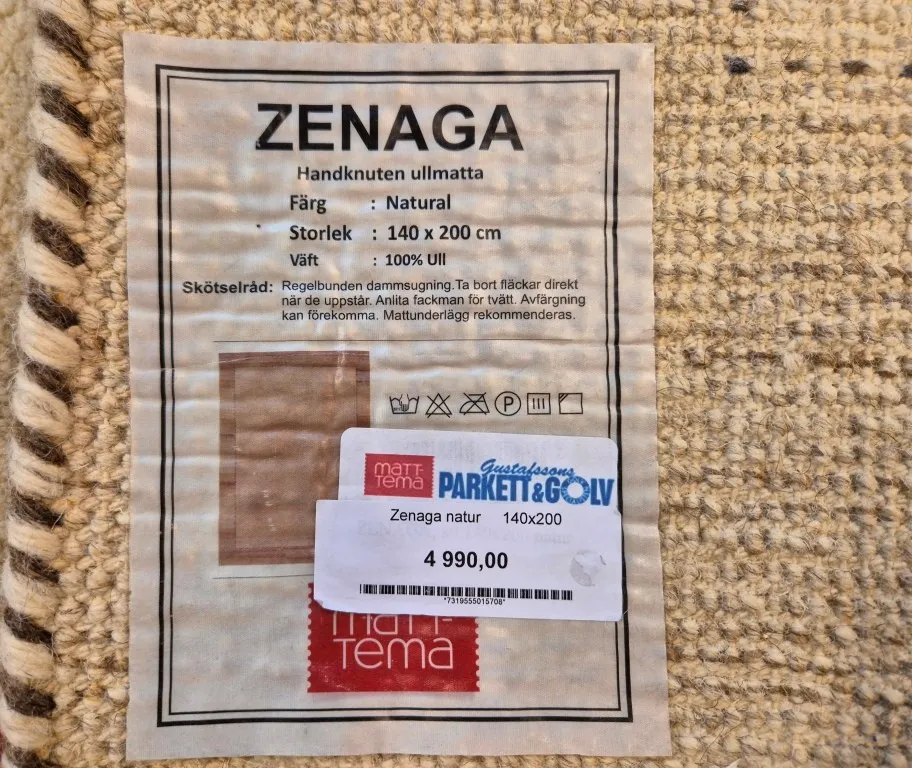 ZENAGA
Handknuten ullmatta
Färg : Natural
Storlek : 140 x 200 cm
Väft : 100% Ull
Skötselråd: Regelbunden dammsugning.Ta bort fläckar direkt
när de uppstår. Anlita fackman för tvätt. Avfärgning
kan förekomma. Mattunderlägg rekommenderas.
P
MATT-
TEMA
Gustafssons
PARKETT&GOLV
Zenaga natur 140x200
4 990,00
*7319555015708*
matt-
Tema